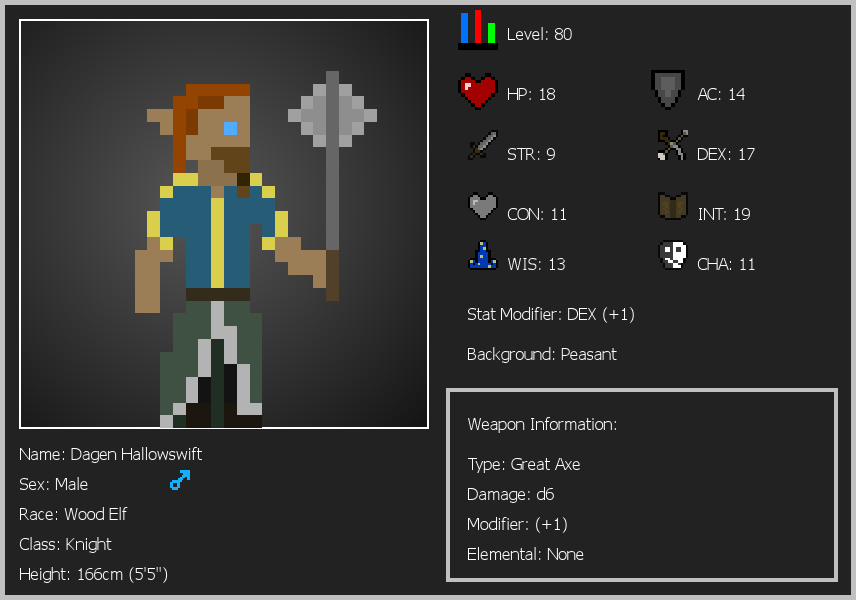 Level: 80
HP: 18
AC: 14
STR: 9
DEX: 17
CON: 11
INT: 19
WIS: 13
CHA: 11
Stat Modifier: DEX (+1)
Background: Peasant
Weapon Information:
Type: Great Axe
Damage: d6
Modifier: (+1)
Elemental: None
Name: Dagen Hallowswift
Sex: Male
Race: Wood Elf
Class: Knight
Height: 166cm (5'5")